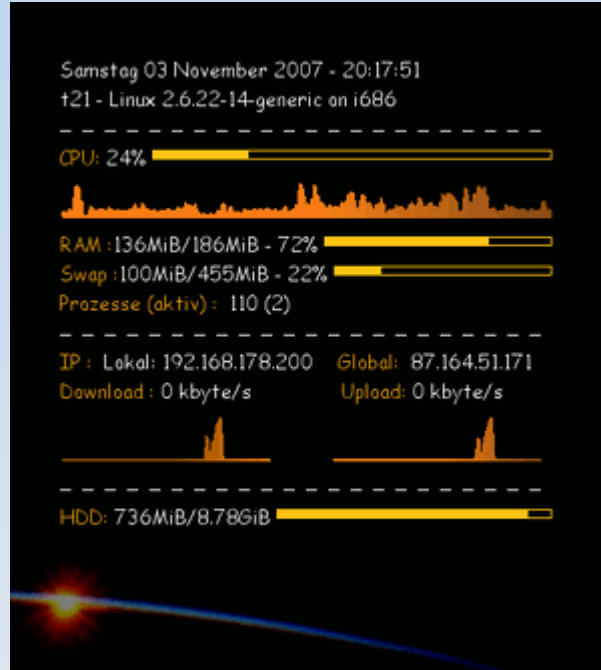 Samstag 03 November 2007 - 20:17:51
t21 - Linux 2.6.22-14-generic on i686
CPU: 24%
RAM :136MiB/186MiB - 72%
Swap :100MiB/455MiB - 22%
Prozesse (aktiv) : 110 (2)
IP : Lokal: 192.168.178.200 Global: 87.164.51.171
Download : 0 kbyte/s Upload: 0 kbyte/s
HDD: 736MiB/8.78GiB